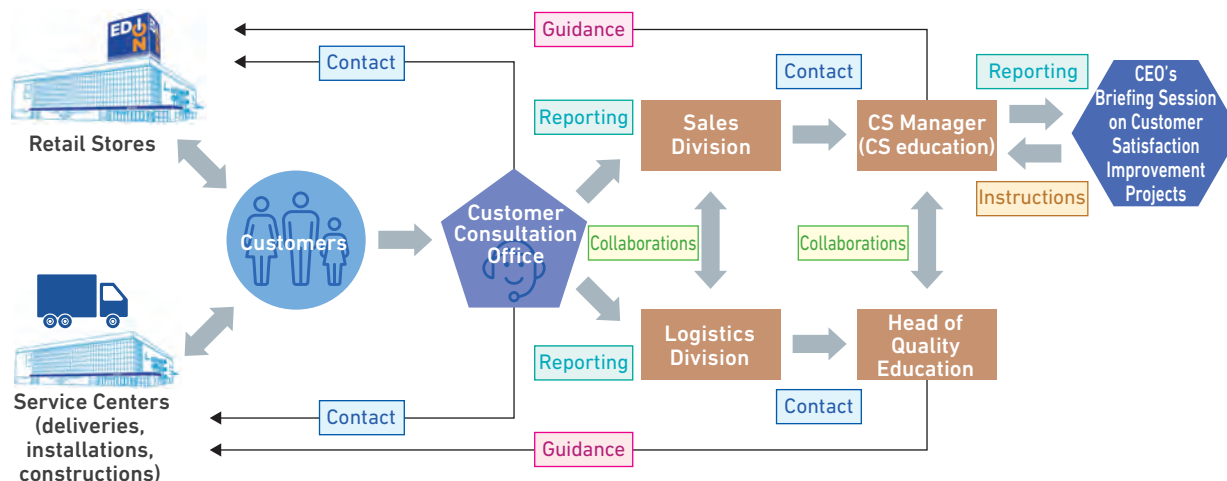 EDION
Retail Stores
Guidance
Contact
Customers
Customer
Consultation
Office
Reporting
Sales
Division
Contact
CS Manager
(CS education)
Reporting
Instructions
CEO's
Briefing Session
on Customer
Satisfaction
Improvement
Projects
Collaborations
Collaborations
Service Centers
(deliveries,
installations,
constructions)
Reporting
Logistics
Division
Contact
Head of
Quality
Education
Contact
Guidance